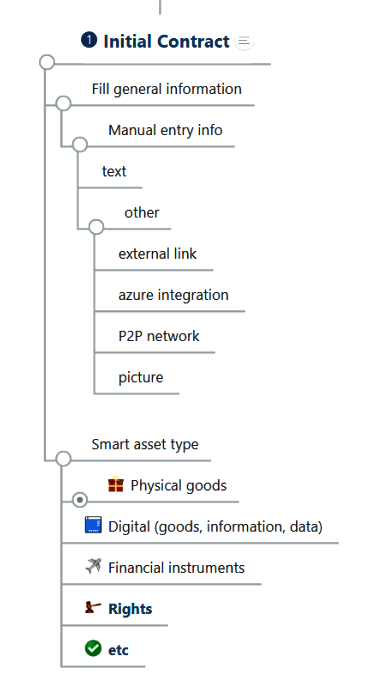 1 Initial Contract
Fill general information
Manual entry info
text
other
external link
azure integration
P2P network
picture
Smart asset type
Physical goods
Digital (goods, information, data)
Financial instruments
Rights
etc